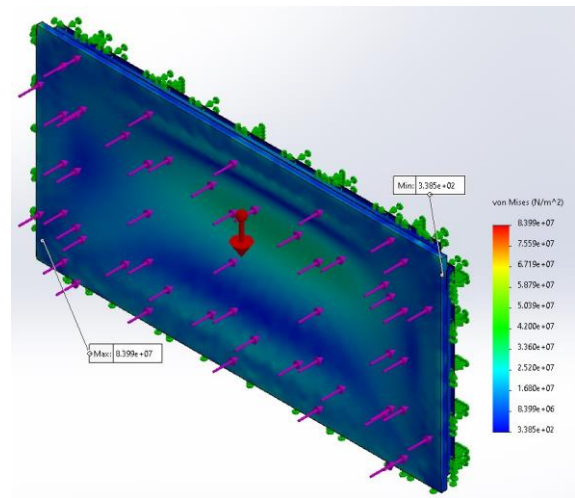 Min: 3.385e+02
von Mises (N/m^2)
8.399e+07
7.559e+07
6.719e+07
5.879e+07
5.040e+07
4.200e+07
3.360e+07
2.520e+07
1.680e+07
8.399e+06
3.385e+02
Max: 8.399e+07